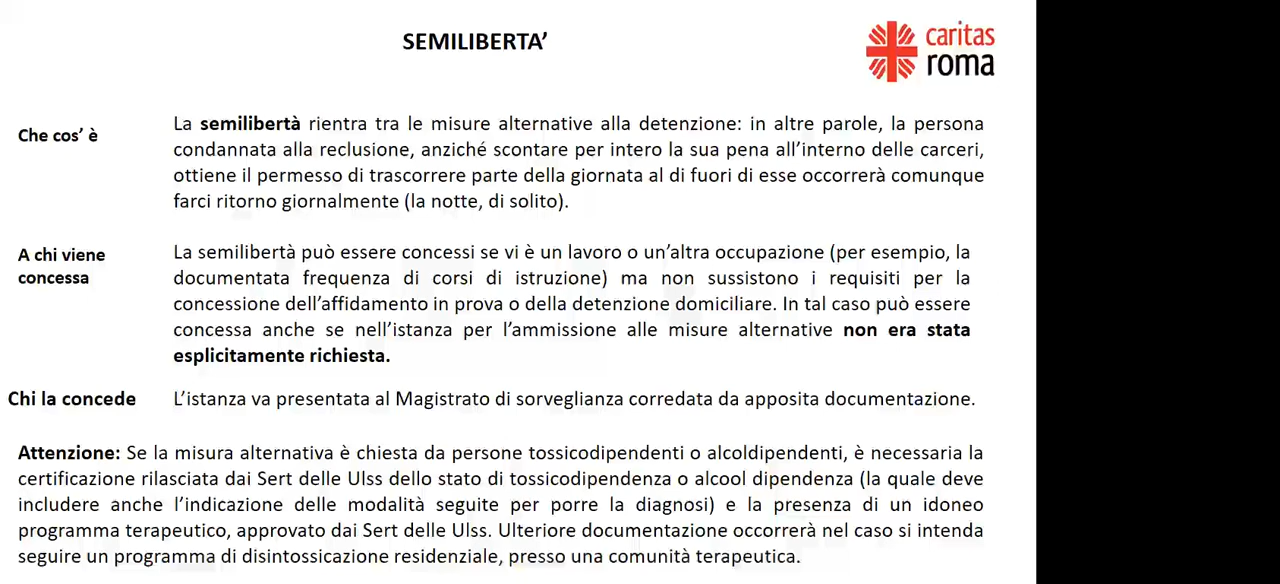 SEMILIBERTA’
caritas
roma
Che cos’ è
La semilibertà rientra tra le misure alternative alla detenzione: in altre parole, la persona
condannata alla reclusione, anziché scontare per intero la sua pena all’interno delle carceri,
ottiene il permesso di trascorrere parte della giornata al di fuori di esse occorrerà comunque
farci ritorno giornalmente (la notte, di solito).
A chi viene
concessa
La semilibertà può essere concessi se vi è un lavoro o un’altra occupazione (per esempio, la
documentata frequenza di corsi di istruzione) ma non sussistono i requisiti per la
concessione dell’affidamento in prova o della detenzione domiciliare. In tal caso può essere
concessa anche se nell’istanza per l’ammissione alle misure alternative non era stata
esplicitamente richiesta.
Chi la concede
L’istanza va presentata al Magistrato di sorveglianza corredata da apposita documentazione.
Attenzione: Se la misura alternativa è chiesta da persone tossicodipendenti o alcoldipendenti, è necessaria la
certificazione rilasciata dai Sert delle Ulss dello stato di tossicodipendenza o alcool dipendenza (la quale deve
includere anche l’indicazione delle modalità seguite per porre la diagnosi) e la presenza di un idoneo
programma terapeutico, approvato dai Sert delle Ulss. Ulteriore documentazione occorrerà nel caso si intenda
seguire un programma di disintossicazione residenziale, presso una comunità terapeutica.